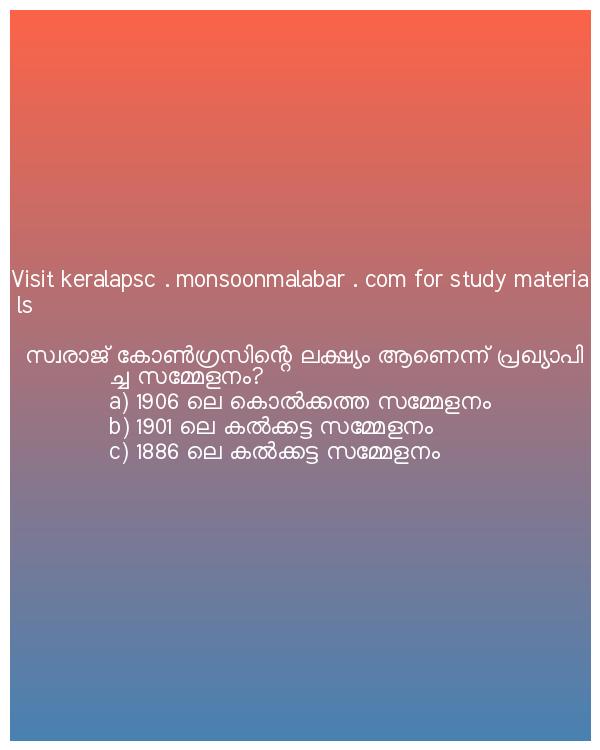 Visit keralapsc . monsoonmalabar . com for study materia
ls
സ്വരാജ് കോൺഗ്രസിന്റെ ലക്ഷ്യം ആണെന്ന് പ്രഖ്യാപി
ച്ച സമ്മേളനം?
a) 1906 ലെ കൊൽക്കത്ത സമ്മേളനം
b) 1901 ലെ കൽക്കട്ട സമ്മേളനം
c) 1886 ലെ കൽക്കട്ട സമ്മേളനം